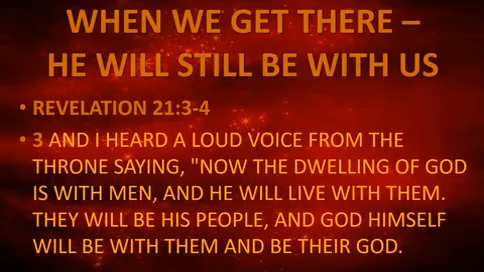 WHEN WE GET THERE –
HE WILL STILL BE WITH US
• REVELATION 21:3-4
• 3 AND I HEARD A LOUD VOICE FROM THE
THRONE SAYING, "NOW THE DWELLING OF GOD
IS WITH MEN, AND HE WILL LIVE WITH THEM.
THEY WILL BE HIS PEOPLE, AND GOD HIMSELF
WILL BE WITH THEM AND BE THEIR GOD.